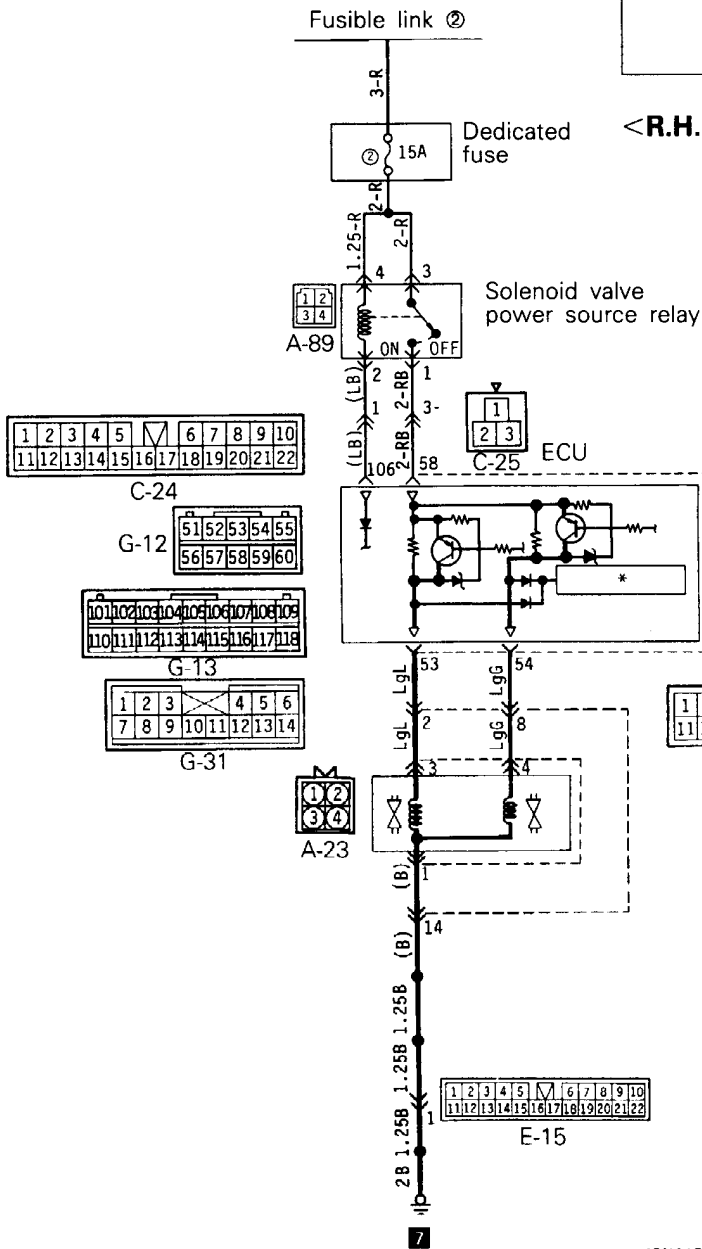 Fusible link ②
3-R
② 15A
Dedicated
fuse
<R.H.
2-R
1.25-R
2-R
4
3
1 2
3 4
A-89
Solenoid valve
power source relay
ON OFF
(LB)
2
2-RB
1
1
3-
(LB)
2-RB
106
58
1
2 3
C-25
ECU
1 2 3 4 5 6 7 8 9 10
11 12 13 14 15 16 17 18 19 20 21 22
C-24
51 52 53 54 55
56 57 58 59 60
G-12
*
101 102 103 104 105 106 107 108 109
110 111 112 113 114 115 116 117 118
G-13
53
54
LgL
LgG
1 2 3 4 5 6
7 8 9 10 11 12 13 14
G-31
2
8
LgL
LgG
1
11
3
4
1 2
3 4
A-23
(B)
1
14
(B)
1.25B
1.25B
1
1 2 3 4 5 6 7 8 9 10
11 12 13 14 15 16 17 18 19 20 21 22
E-15
1.25B
2B
7